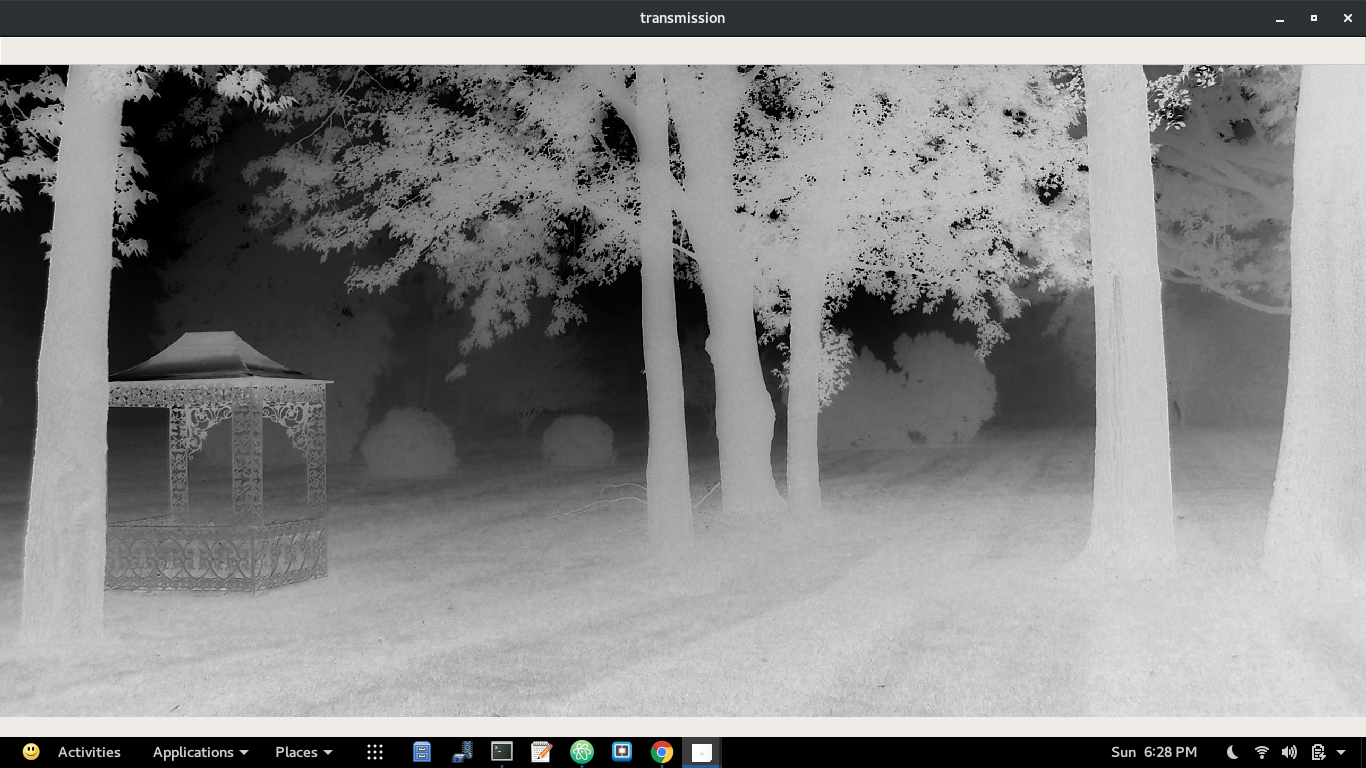 transmission
Activities Applications Places Sun 6:28 PM